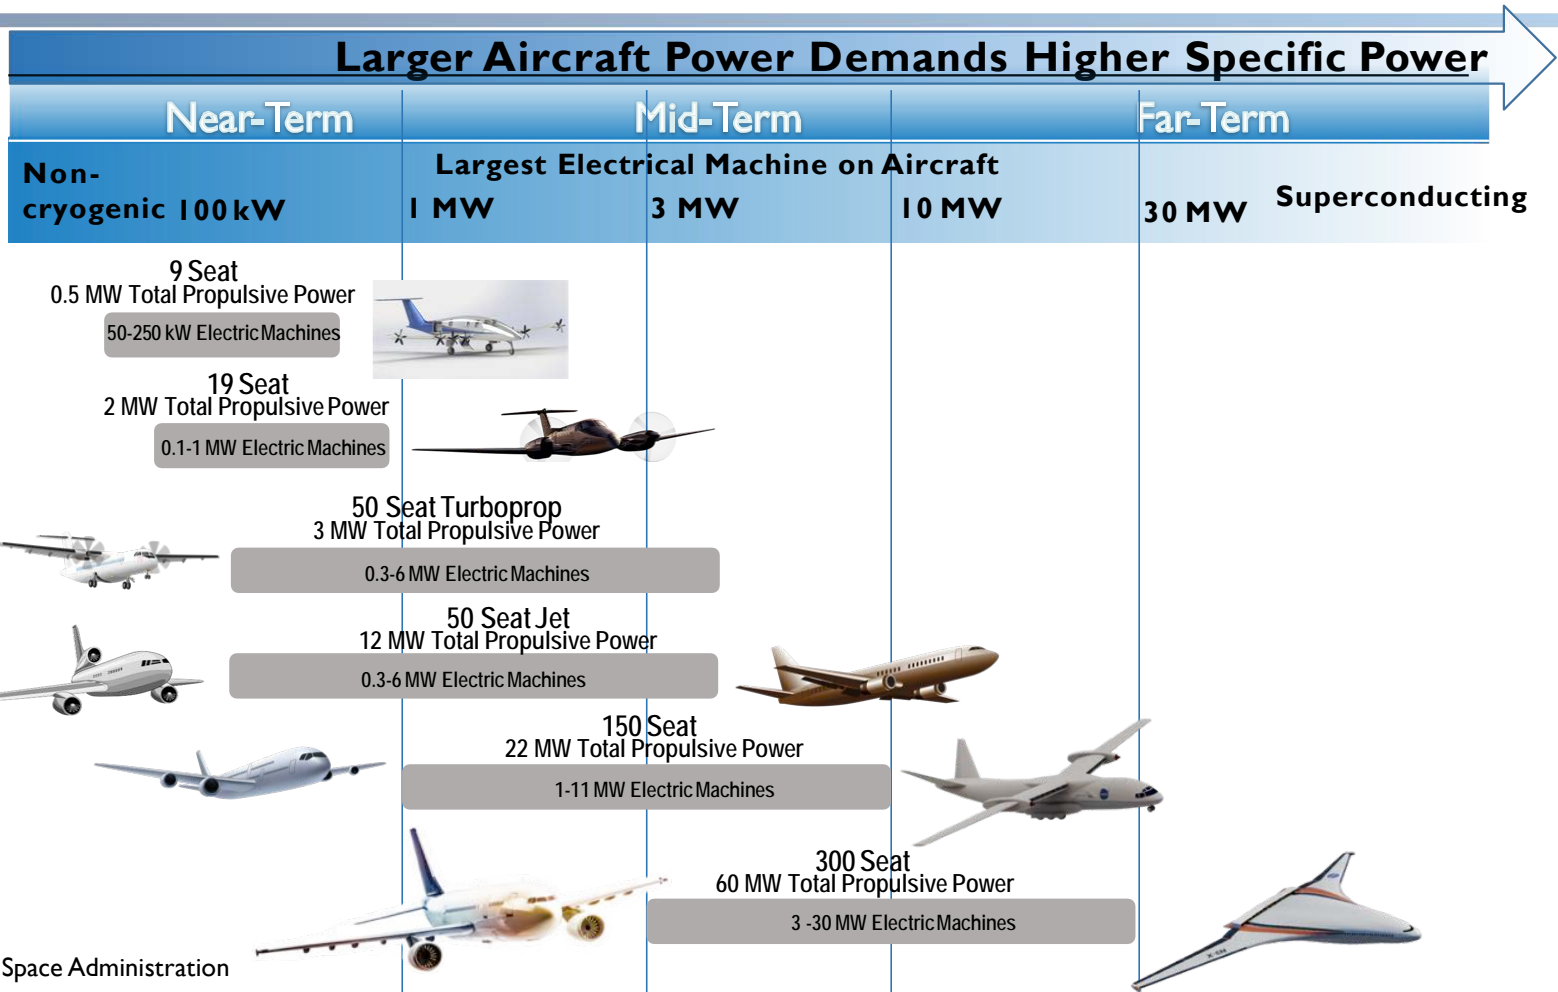 Larger Aircraft Power Demands Higher Specific Power
Near-Term Mid-Term Far-Term
Largest Electrical Machine on Aircraft
Non-
cryogenic 100 kW 1 MW 3 MW 10 MW 30 MW Superconducting
9 Seat
0.5 MW Total Propulsive Power
50-250 kW Electric Machines
19 Seat
2 MW Total Propulsive Power
0.1-1 MW Electric Machines
50 Seat Turboprop
3 MW Total Propulsive Power
0.3-6 MW Electric Machines
50 Seat Jet
12 MW Total Propulsive Power
0.3-6 MW Electric Machines
150 Seat
22 MW Total Propulsive Power
1-11 MW Electric Machines
300 Seat
60 MW Total Propulsive Power
3 -30 MW Electric Machines
Space Administration